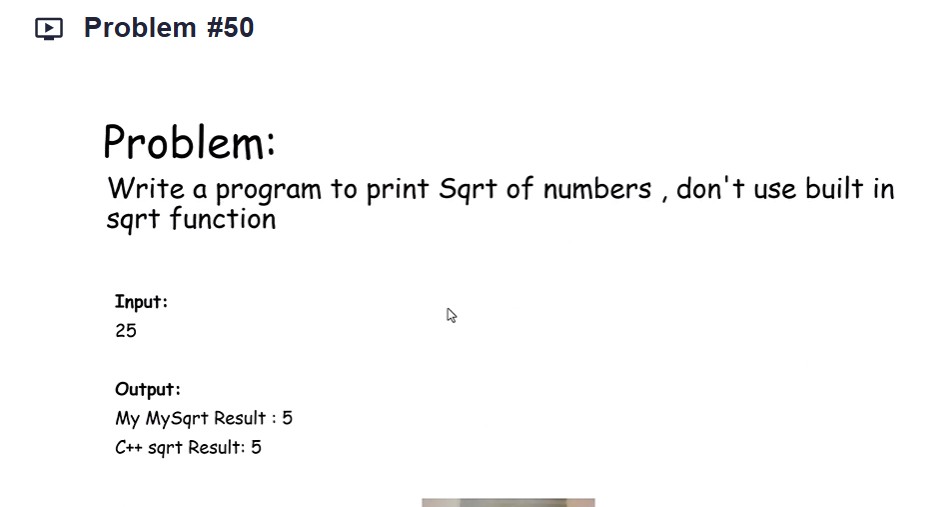 Problem #50
Problem:
Write a program to print Sqrt of numbers , don't use built in
sqrt function
Input:
25
Output:
My MySqrt Result : 5
C++ sqrt Result: 5